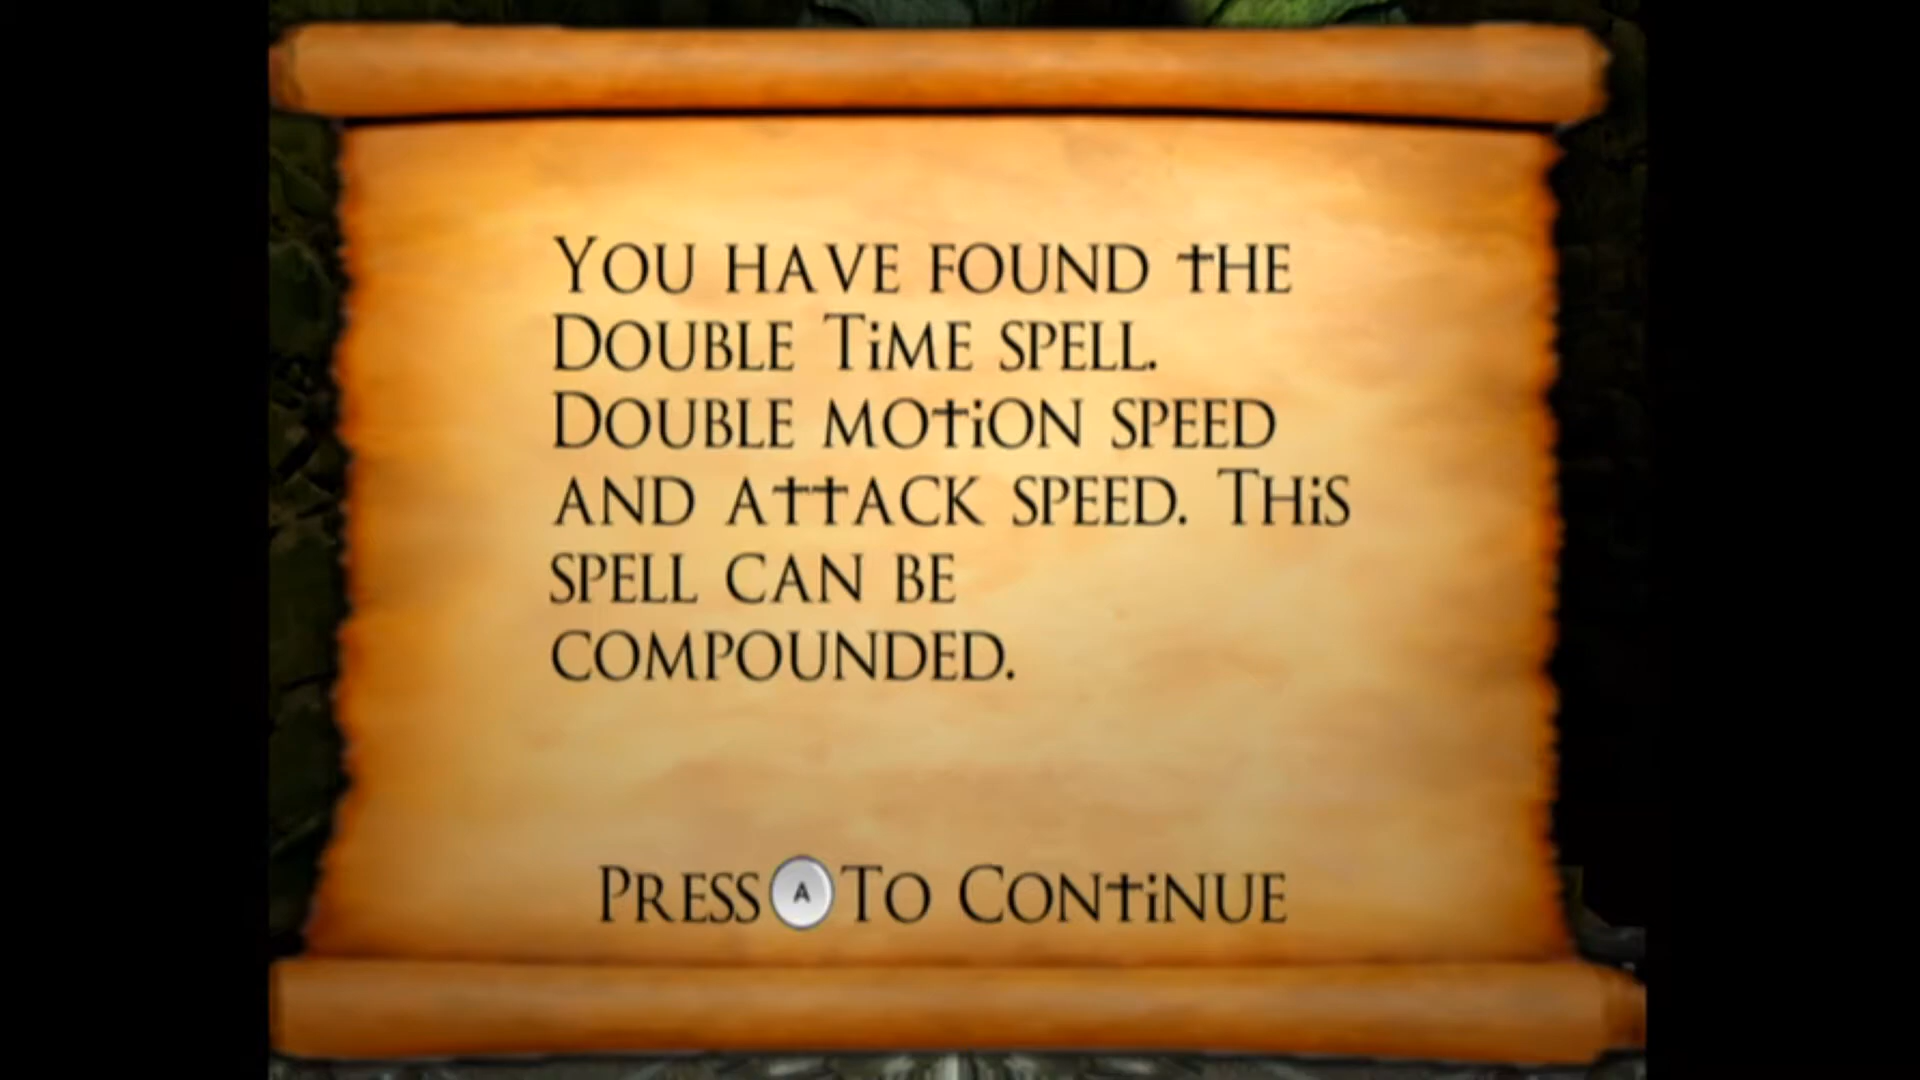 You have found the
Double Time spell.
Double motion speed
and attack speed. This
spell can be
compounded.
Press A To Continue